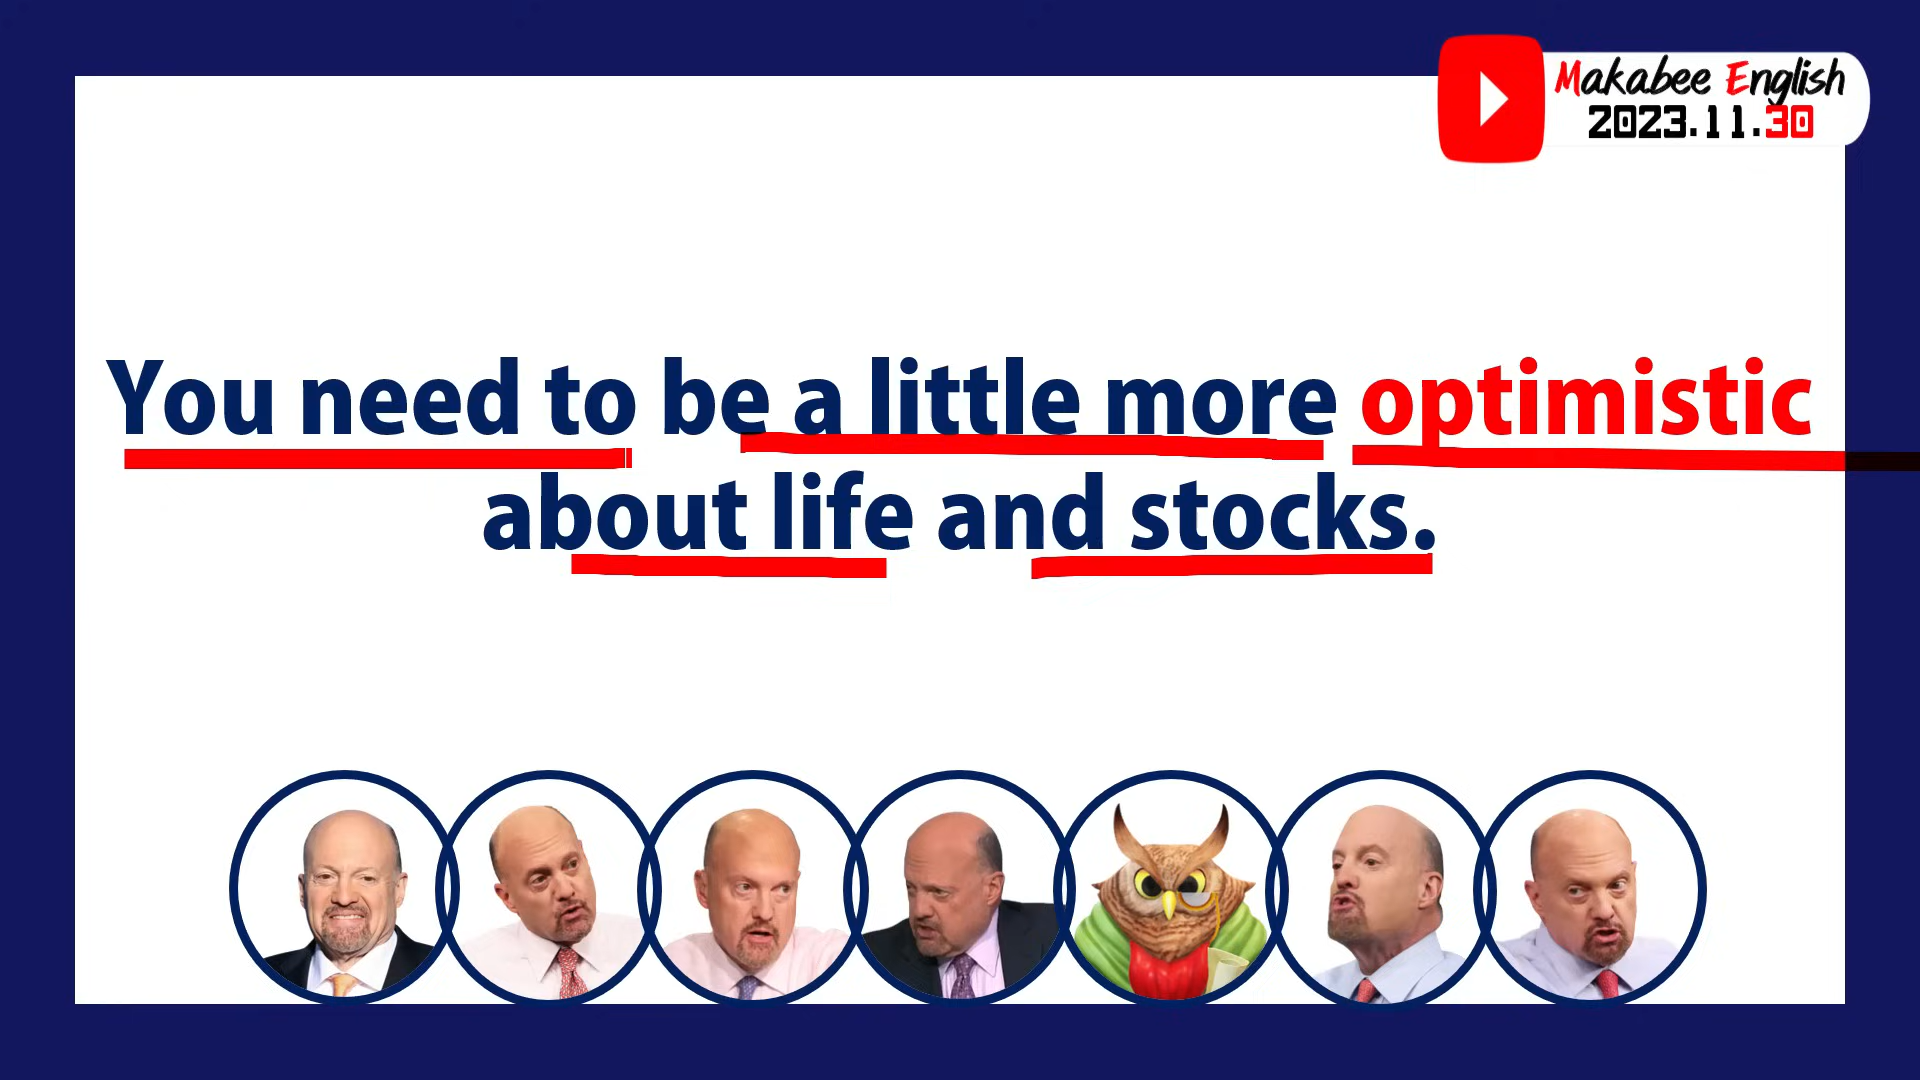 Makabee English
2023.11.30
You need to be a little more optimistic
about life and stocks.